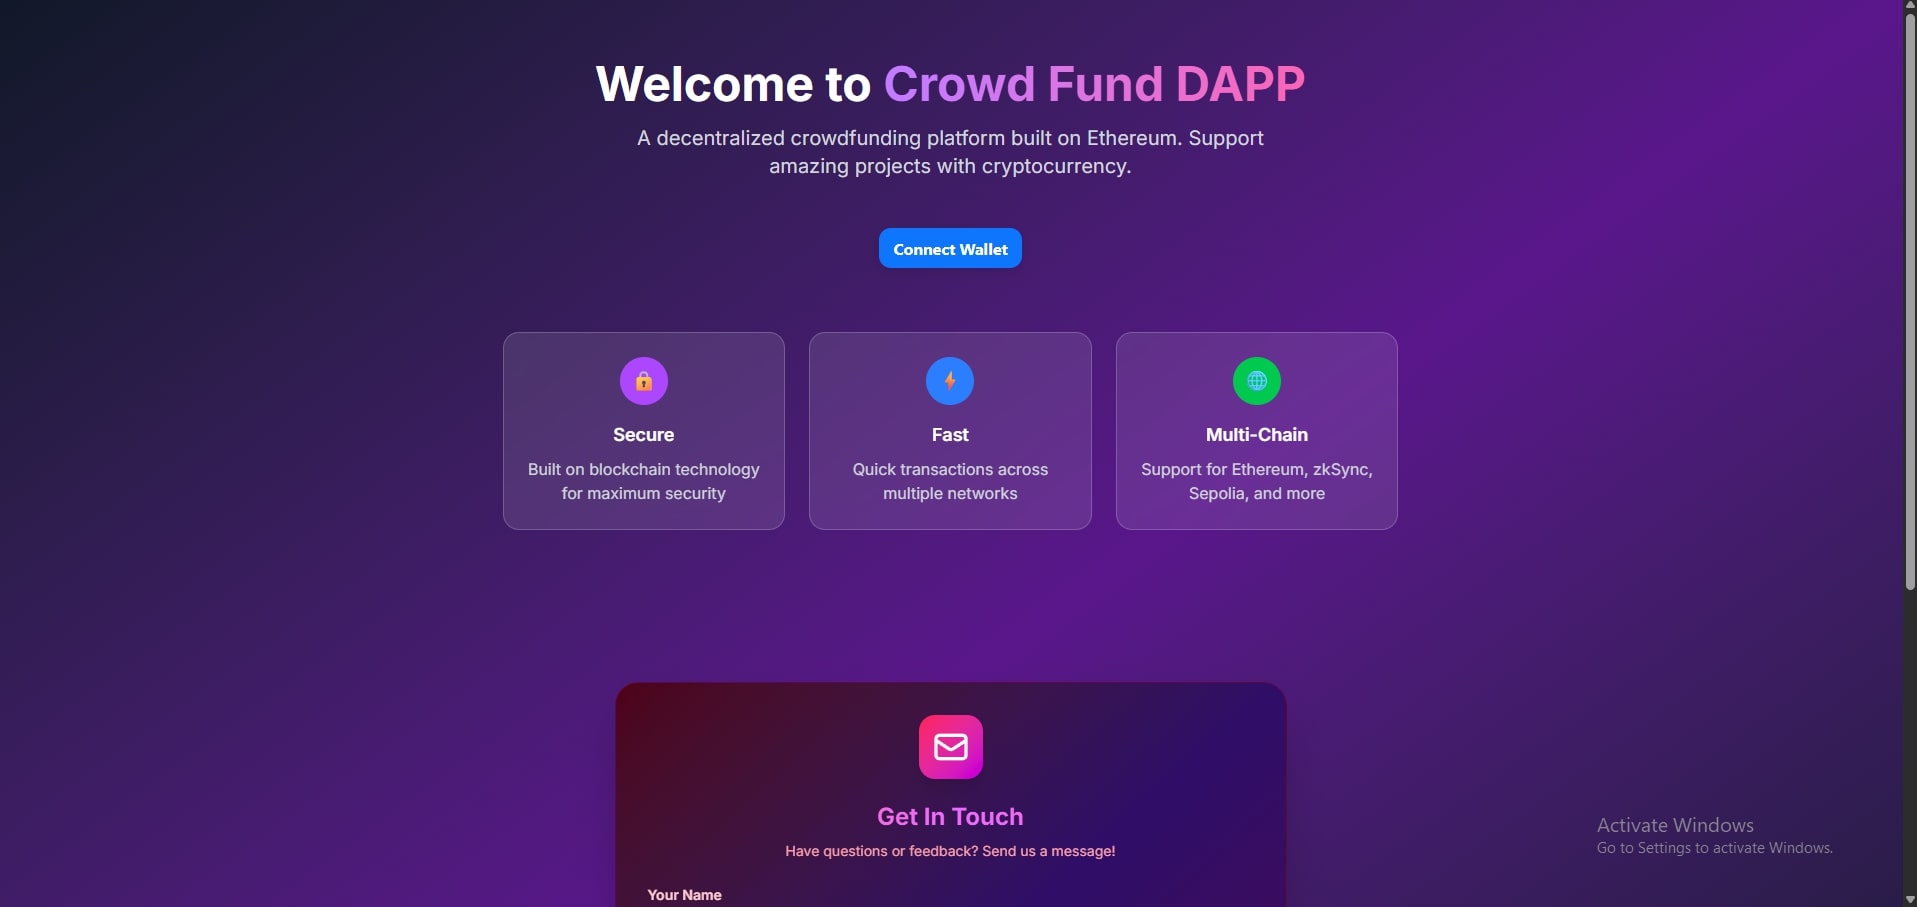 Welcome to Crowd Fund DAPP
A decentralized crowdfunding platform built on Ethereum. Support
amazing projects with cryptocurrency.
Connect Wallet
Secure
Built on blockchain technology
for maximum security
Fast
Quick transactions across
multiple networks
Multi-Chain
Support for Ethereum, zkSync,
Sepolia, and more
Get In Touch
Have questions or feedback? Send us a message!
Your Name
Activate Windows
Go to Settings to activate Windows.